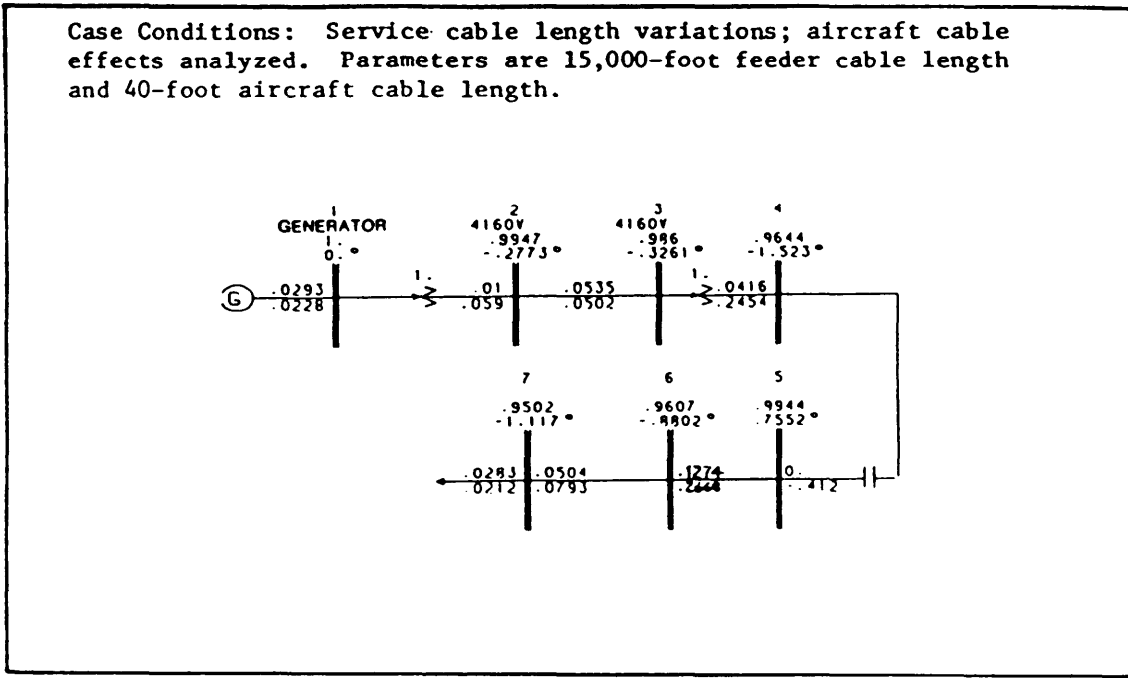 Case Conditions: Service cable length variations; aircraft cable
effects analyzed. Parameters are 15,000-foot feeder cable length
and 40-foot aircraft cable length.
1 2 3 4
GENERATOR 4160V 4160V
1. .9947 .986 .9644
0.° -.2773° -.3261° -1.523°
1. 1.
G .0293 .01 .0535 .0416
.0228 .059 .0502 .2454
7 6 5
.9502 .9607 .9944
-1.117° -.8802° .7552°
.0283 .0504 .1274 0.
.0212 .0793 -.412